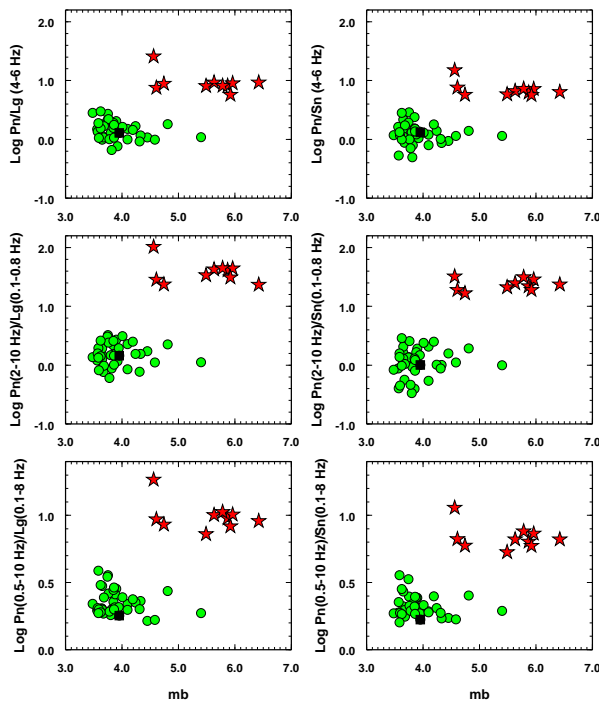 Log Pn/Lg (4-6 Hz)
2.0
1.0
0.0
-1.0
3.0 4.0 5.0 6.0 7.0
Log Pn/Sn (4-6 Hz)
2.0
1.0
0.0
-1.0
3.0 4.0 5.0 6.0 7.0
Log Pn(2-10 Hz)/Lg(0.1-0.8 Hz)
2.0
1.0
0.0
-1.0
3.0 4.0 5.0 6.0 7.0
Log Pn(2-10 Hz)/Sn(0.1-0.8 Hz)
2.0
1.0
0.0
-1.0
3.0 4.0 5.0 6.0 7.0
Log Pn(0.5-10 Hz)/Lg(0.1-8 Hz)
1.0
0.5
0.0
3.0 4.0 5.0 6.0 7.0
mb
Log Pn(0.5-10 Hz)/Sn(0.1-8 Hz)
1.0
0.5
0.0
3.0 4.0 5.0 6.0 7.0
mb